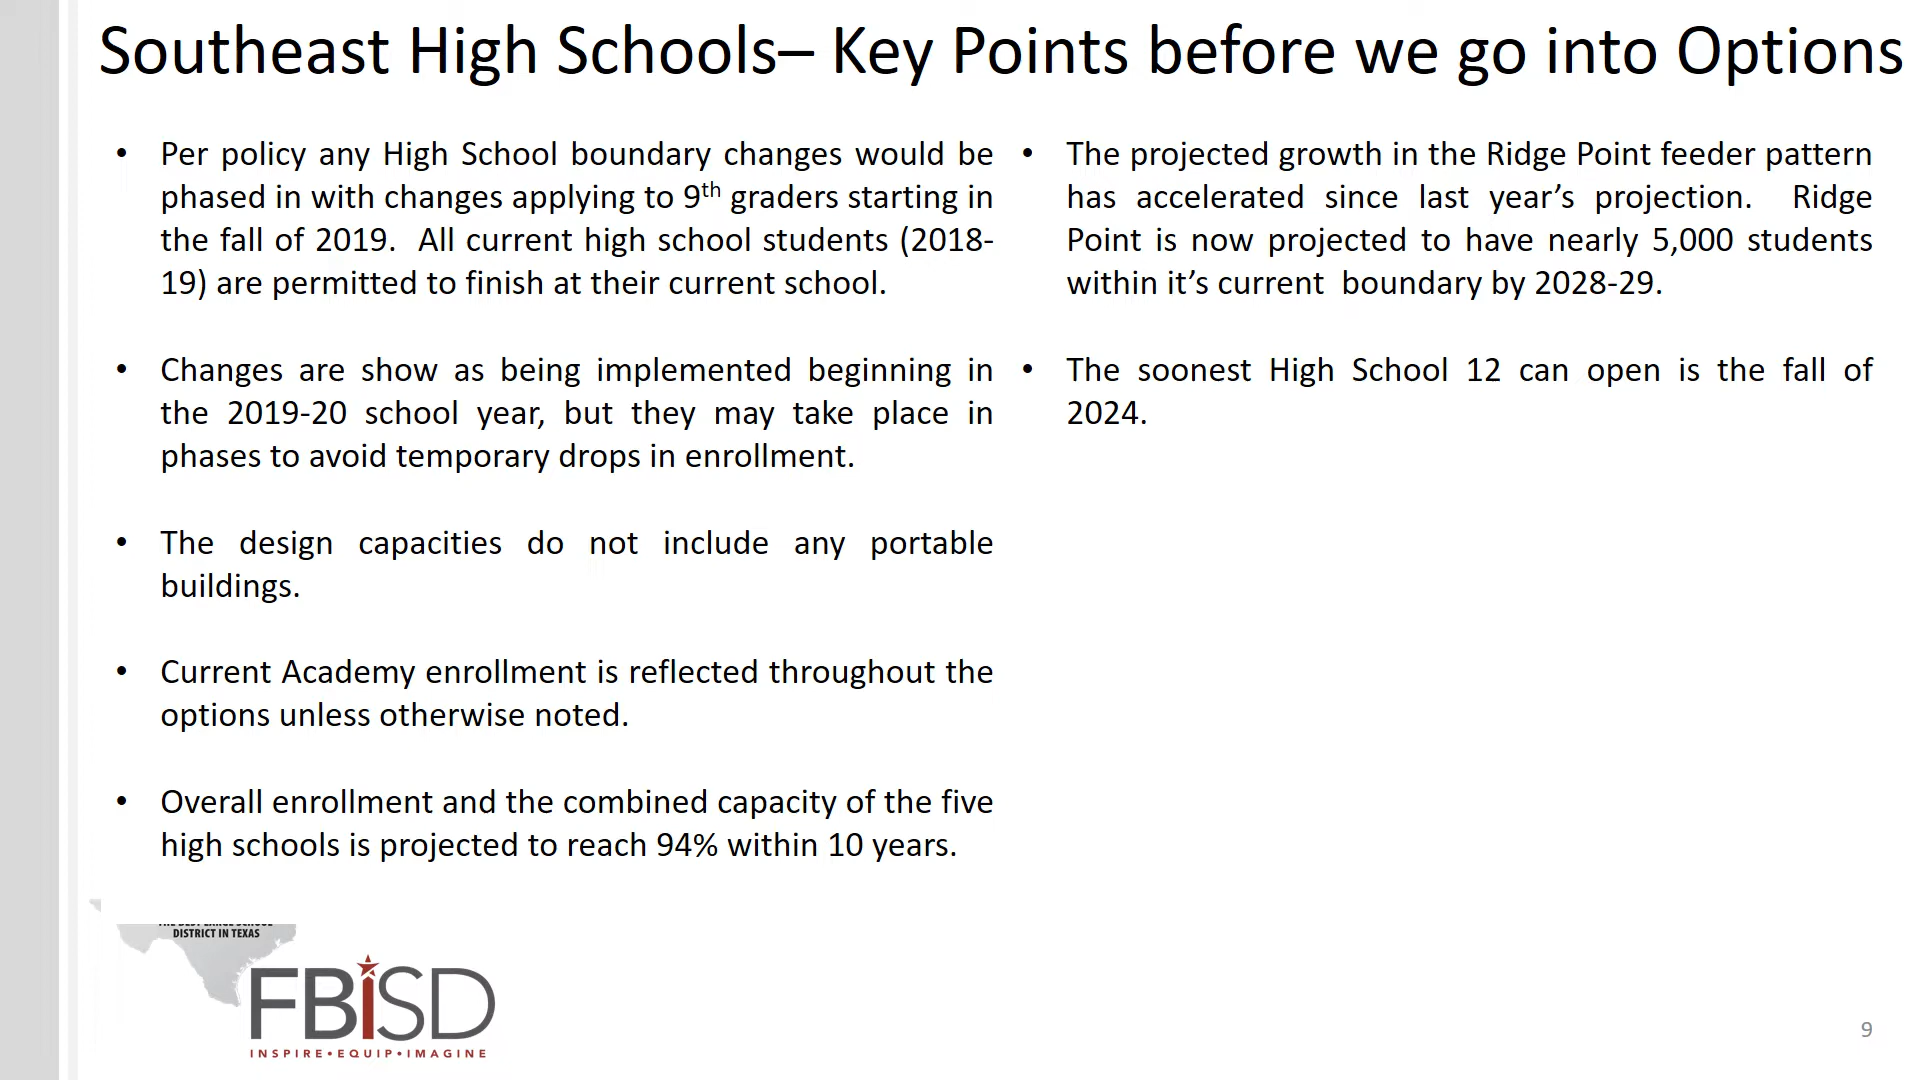 Southeast High Schools– Key Points before we go into Options
• Per policy any High School boundary changes would be
phased in with changes applying to 9th graders starting in
the fall of 2019.  All current high school students (2018-
19) are permitted to finish at their current school.
• Changes are show as being implemented beginning in
the 2019-20 school year, but they may take place in
phases to avoid temporary drops in enrollment.
• The design capacities do not include any portable
buildings.
• Current Academy enrollment is reflected throughout the
options unless otherwise noted.
• Overall enrollment and the combined capacity of the five
high schools is projected to reach 94% within 10 years.
• The projected growth in the Ridge Point feeder pattern
has accelerated since last year’s projection.  Ridge
Point is now projected to have nearly 5,000 students
within it’s current  boundary by 2028-29.
• The soonest High School 12 can open is the fall of
2024.
DISTRICT IN TEXAS
FBiSD
INSPIRE•EQUIP•IMAGINE
9